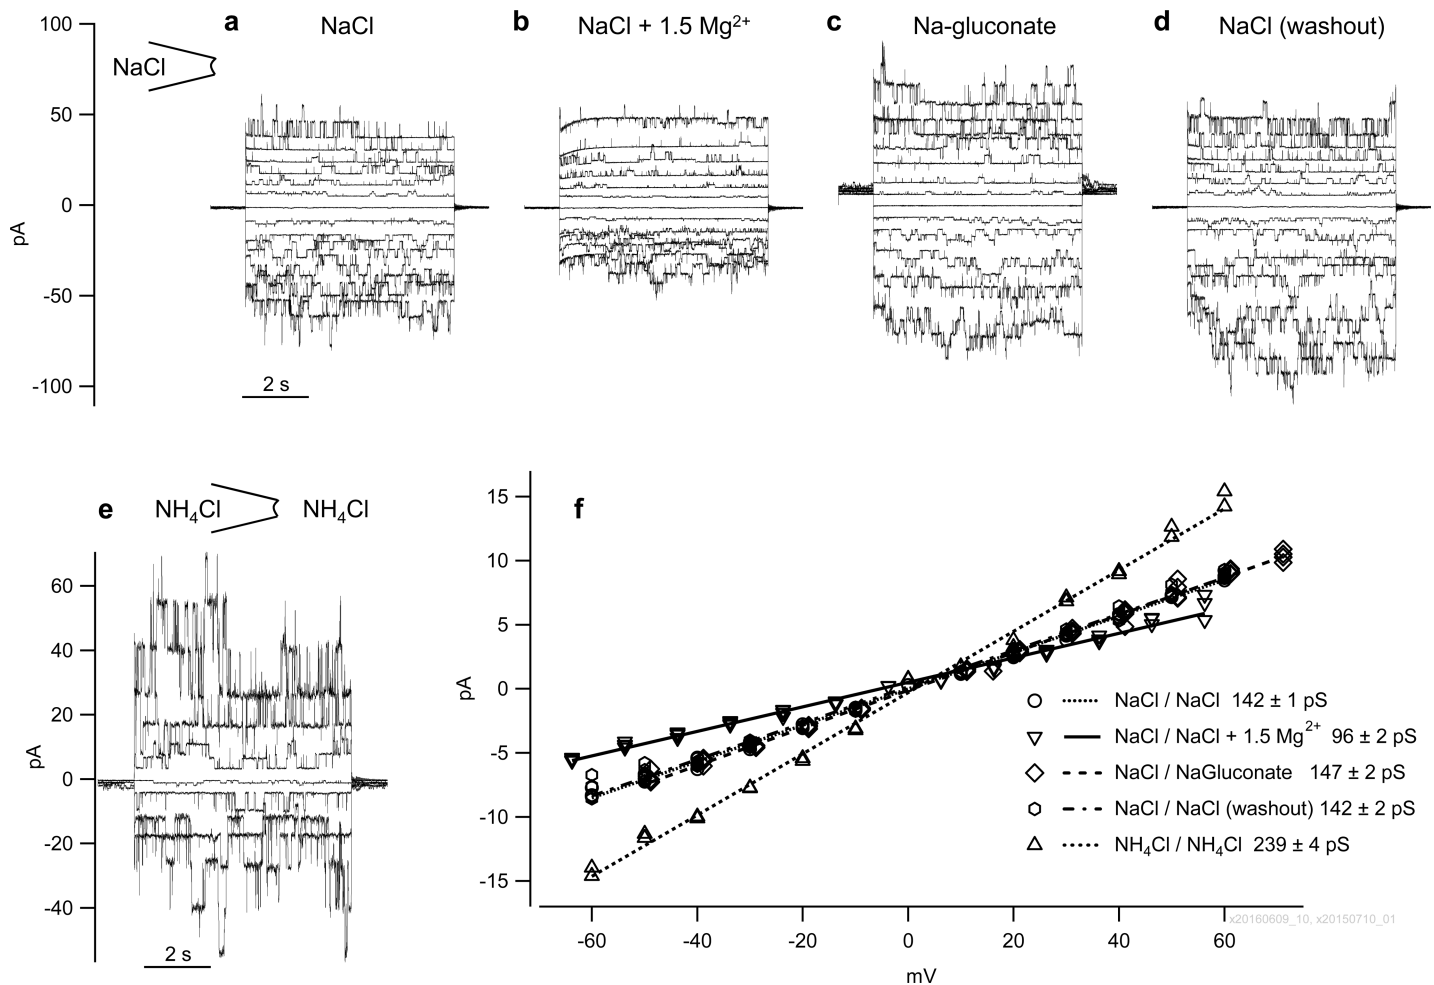 a NaCl
b NaCl + 1.5 Mg²⁺
c Na-gluconate
d NaCl (washout)
100
50
0
-50
-100
pA
NaCl
2 s
e NH₄Cl NH₄Cl
60
40
20
0
-20
-40
pA
2 s
f
15
10
5
0
-5
-10
-15
pA
NaCl / NaCl 142 ± 1 pS
NaCl / NaCl + 1.5 Mg²⁺ 96 ± 2 pS
NaCl / NaGluconate 147 ± 2 pS
NaCl / NaCl (washout) 142 ± 2 pS
NH₄Cl / NH₄Cl 239 ± 4 pS
x20160609_10, x20150710_01
-60 -40 -20 0 20 40 60
mV